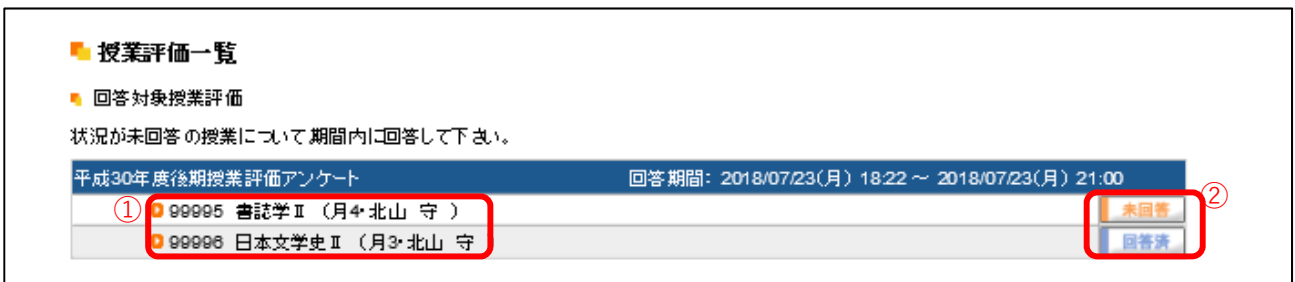 授業評価一覧
回答対象授業評価
状況が未回答の授業について期間内に回答して下さい。
平成30年度後期授業評価アンケート 回答期間: 2018/07/23(月) 18:22 ～ 2018/07/23(月) 21:00
① 99995 書誌学Ⅱ (月4・北山 守 ) 未回答 ②
99996 日本文学史Ⅱ (月3・北山 守 回答済